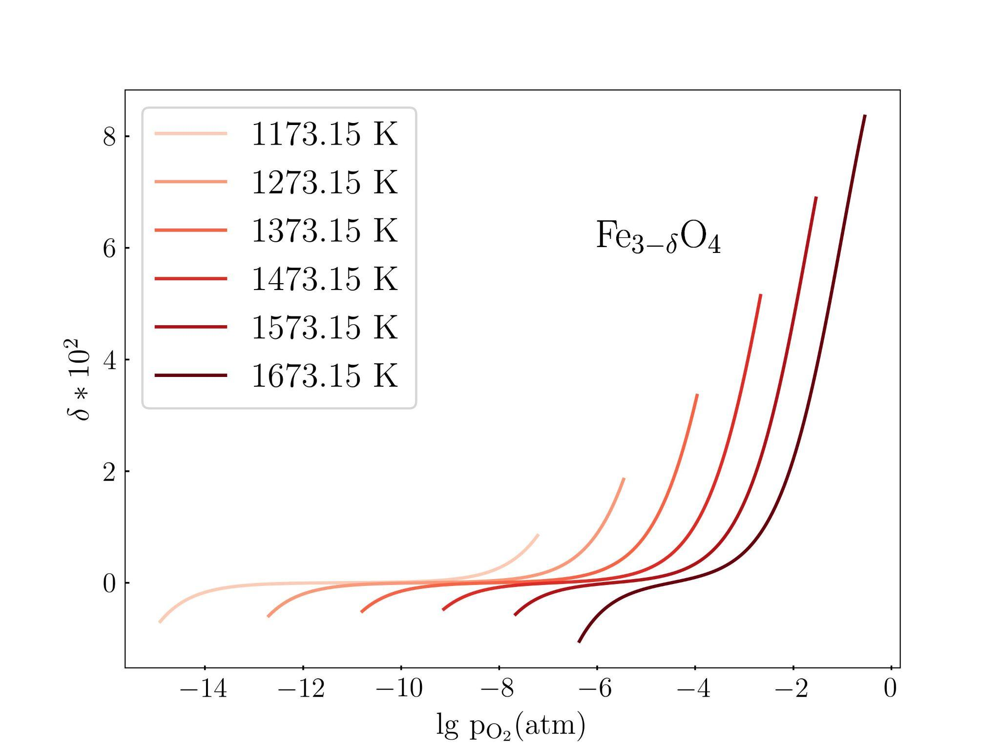 1173.15 K
1273.15 K
1373.15 K
1473.15 K
1573.15 K
1673.15 K
Fe₃₋δO₄
δ * 10²
8
6
4
2
0
−14 −12 −10 −8 −6 −4 −2 0
lg pO₂(atm)